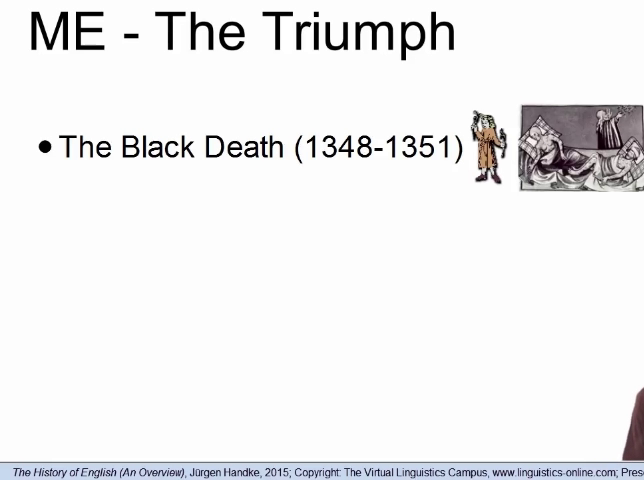 ME - The Triumph
• The Black Death (1348-1351)
The History of English (An Overview), Jürgen Handke, 2015; Copyright: The Virtual Linguistics Campus, www.linguistics-online.com; Pres